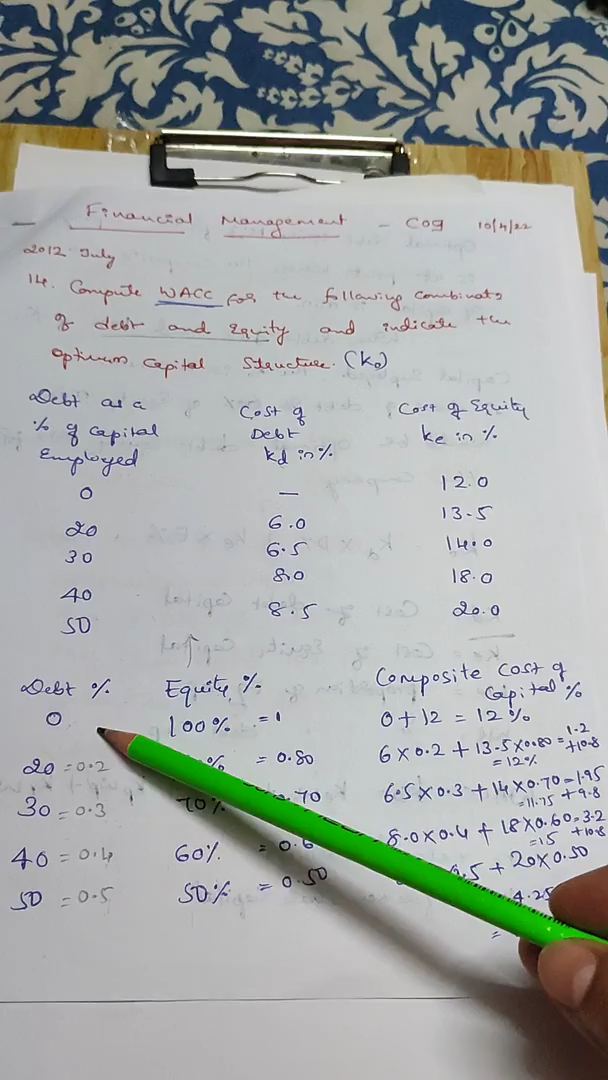 Financial Management - COG 10/4/22
2012 July
14. Compute WACC for the following combinats
of debt and Equity and indicate the
Optimum Capital Structure. (Ko)
Debt as a % of Capital Employed
Cost of Debt kd in %
Cost of Equity ke in %
0 — 12.0
20 6.0 13.5
30 6.5 14.0
40 8.0 18.0
50 8.5 20.0
Debt % Equity % Composite Cost of Capital %
0 100% = 1 0 + 12 = 12%
20 = 0.2 % = 0.80 6 x 0.2 + 13.5 x 0.80 = 1.2 + 10.8
= 12%
30 = 0.3 70% .70 6.5 x 0.3 + 14 x 0.70 = 1.95
= 11.75 + 9.8
40 = 0.4 60% = 0.6 8.0 x 0.4 + 18 x 0.60 = 3.2
= 15 + 10.8
50 = 0.5 50% = 0.50 0.5 + 20 x 0.50
4.25
=